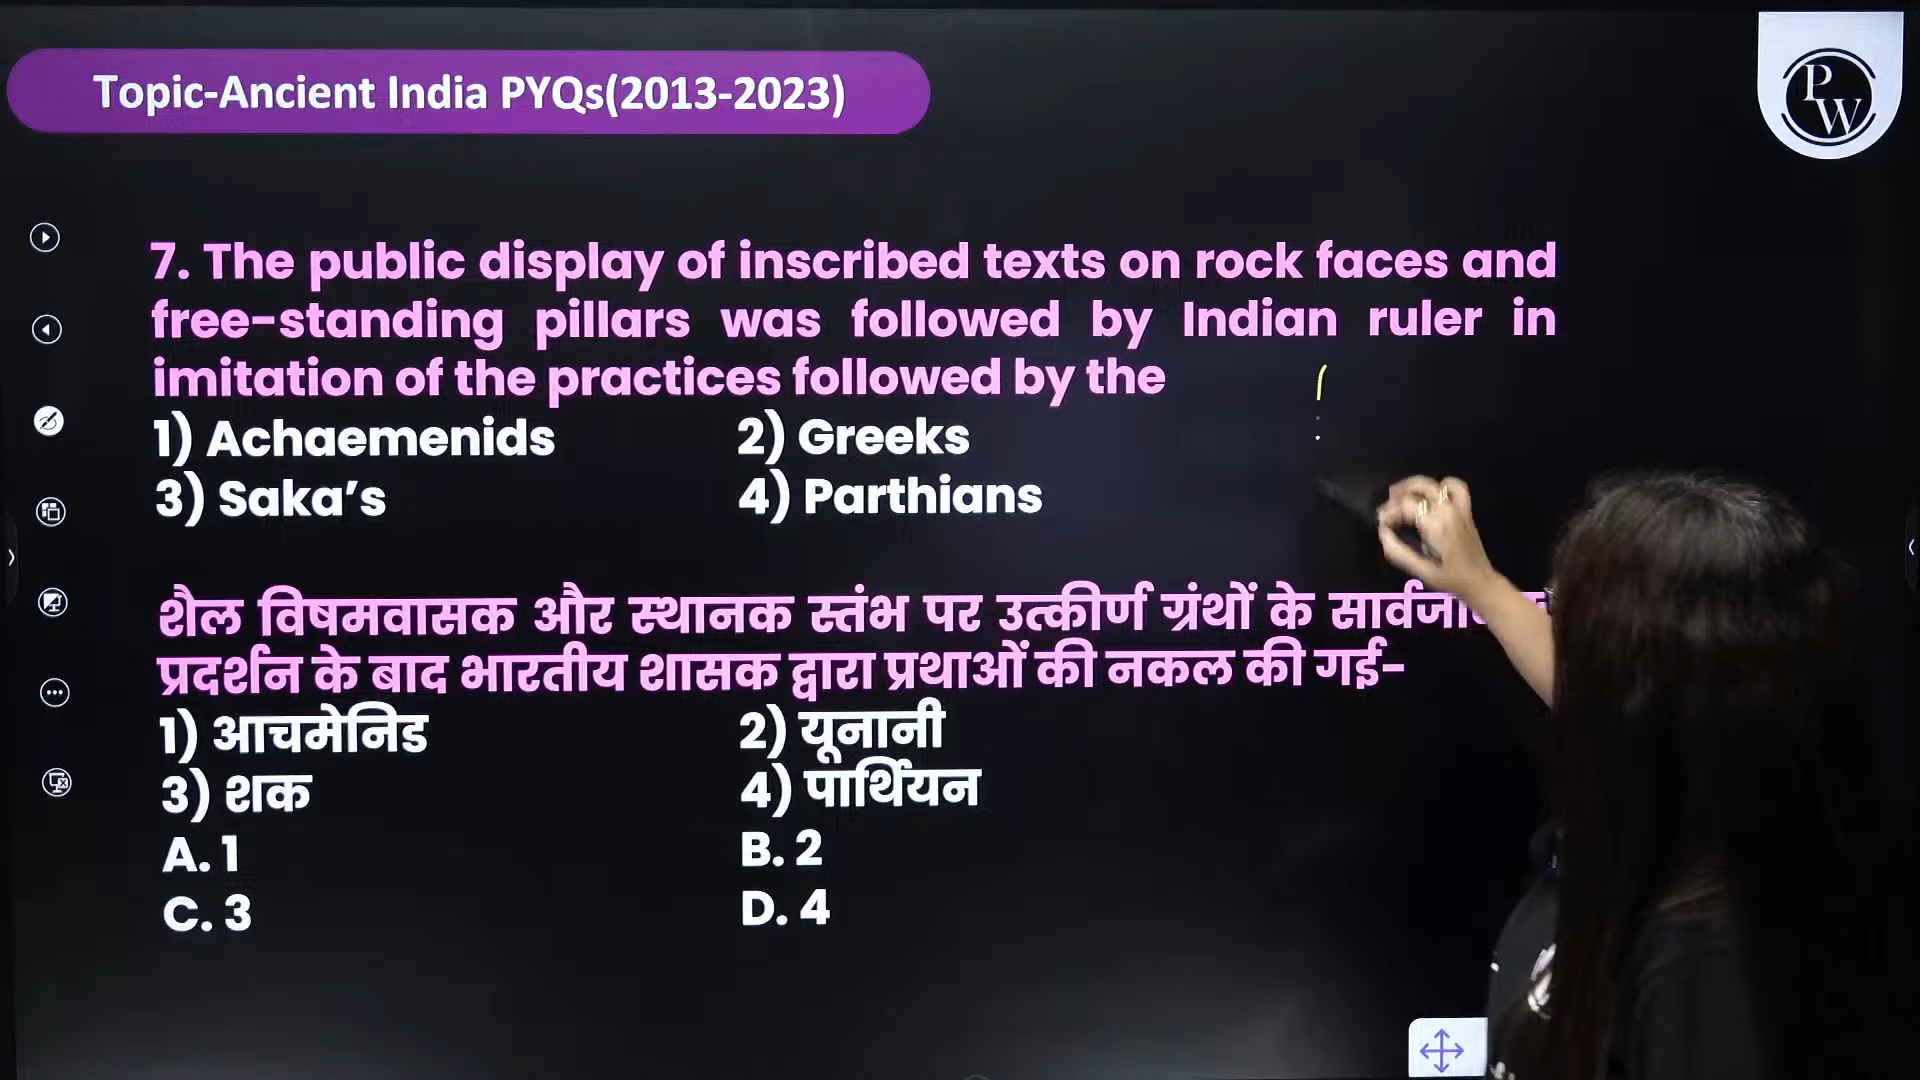 Topic-Ancient India PYQs(2013-2023)
PW
7. The public display of inscribed texts on rock faces and
free-standing pillars was followed by Indian ruler in
imitation of the practices followed by the
1) Achaemenids 2) Greeks
3) Saka's 4) Parthians
शैल विषमवासक और स्थानक स्तंभ पर उत्कीर्ण ग्रंथों के
प्रदर्शन के बाद भारतीय शासक द्वारा प्रथाओं की नकल की गई-
1) आचमेनिड 2) यूनानी
3) शक 4) पार्थियन
A. 1 B. 2
C. 3 D. 4